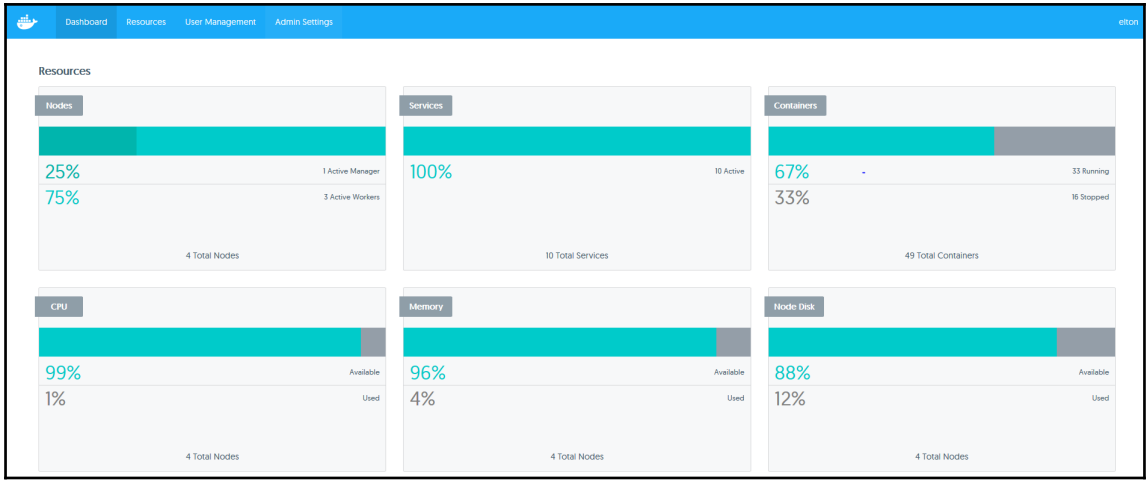 Dashboard Resources User Management Admin Settings elton
Resources
Nodes
25% 1 Active Manager
75% 3 Active Workers
4 Total Nodes
Services
100% 10 Active
10 Total Services
Containers
67% 33 Running
33% 16 Stopped
49 Total Containers
CPU
99% Available
1% Used
4 Total Nodes
Memory
96% Available
4% Used
4 Total Nodes
Node Disk
88% Available
12% Used
4 Total Nodes